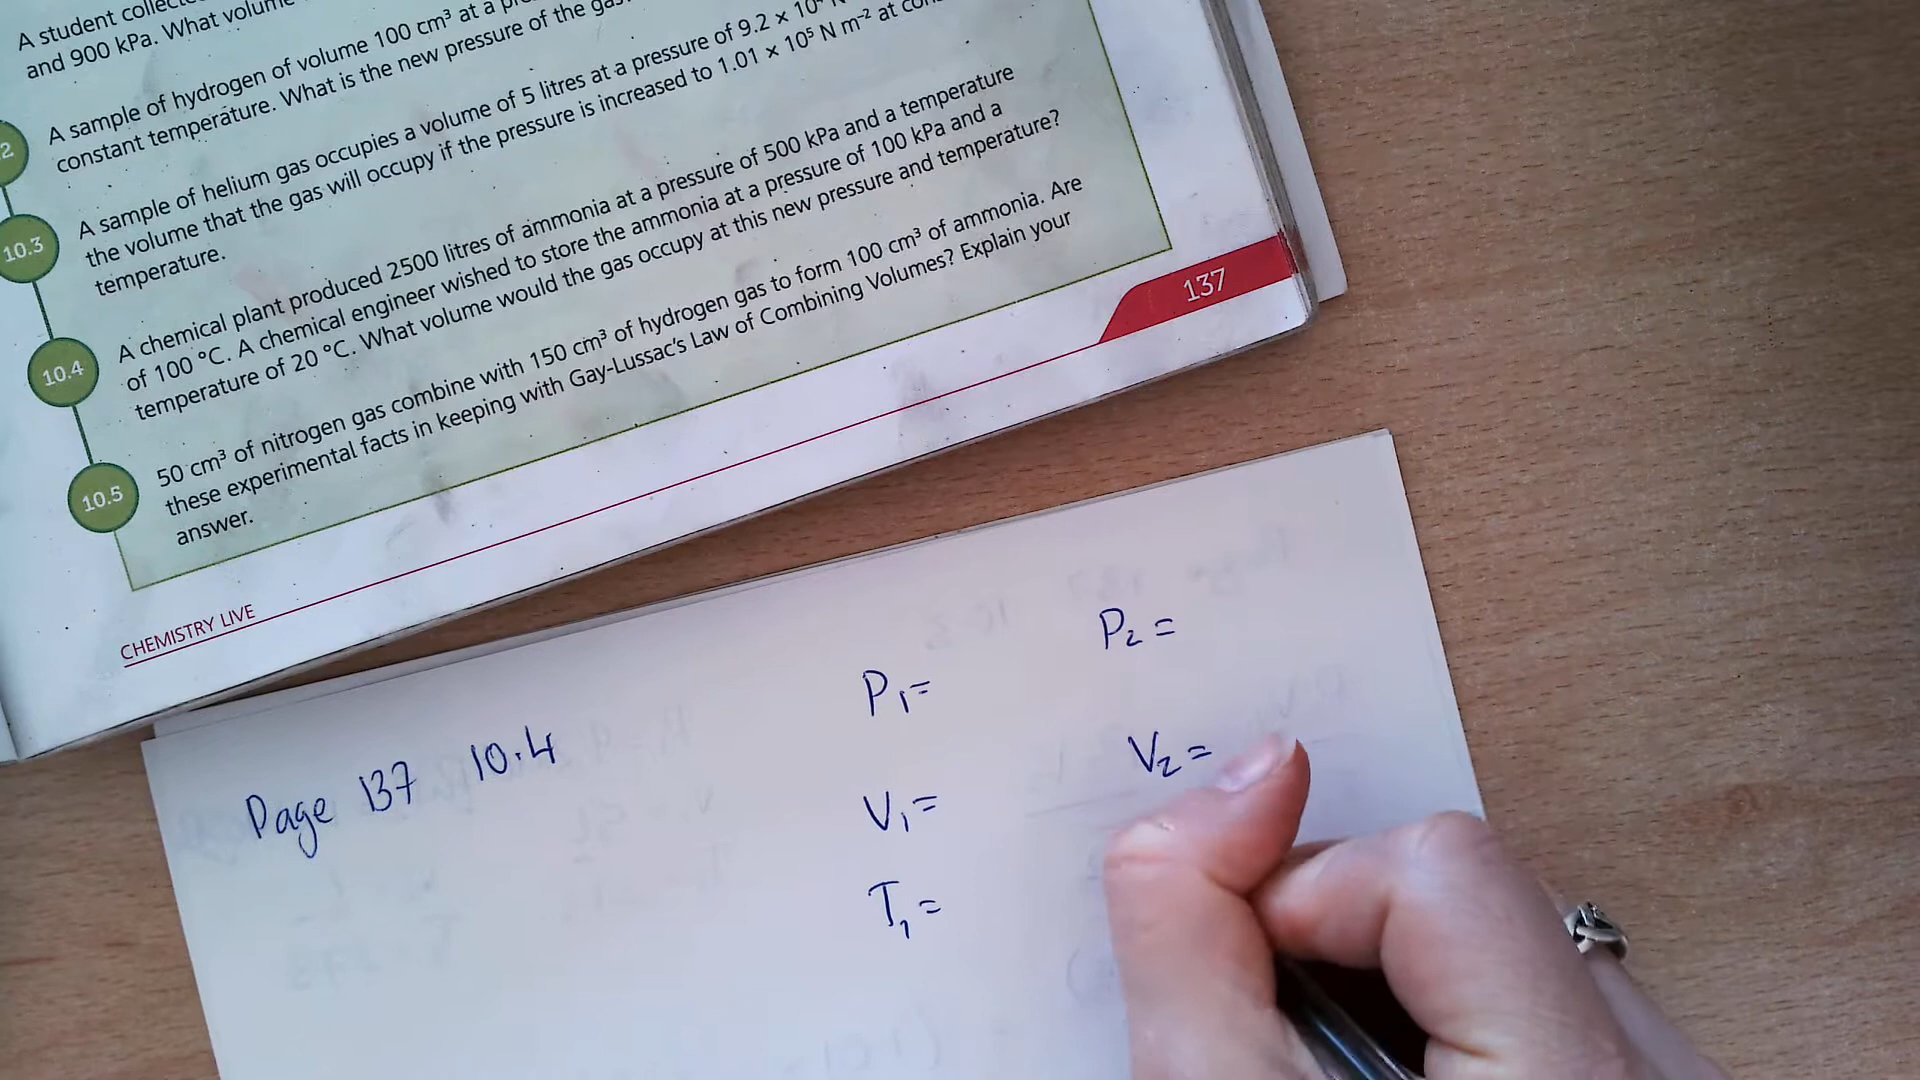 A student
and 900 kPa. What
A sample of hydrogen of volume 100 cm³ at a
constant temperature. What is the new pressure of the gas
10.3
A sample of helium gas occupies a volume of 5 litres at a pressure of 9.2 × 10
the volume that the gas will occupy if the pressure is increased to 1.01 × 10⁵ N m⁻² at
temperature.
10.4
A chemical plant produced 2500 litres of ammonia at a pressure of 500 kPa and a temperature
of 100 °C. A chemical engineer wished to store the ammonia at a pressure of 100 kPa and a
temperature of 20 °C. What volume would the gas occupy at this new pressure and temperature?
10.5
50 cm³ of nitrogen gas combine with 150 cm³ of hydrogen gas to form 100 cm³ of ammonia. Are
these experimental facts in keeping with Gay-Lussac's Law of Combining Volumes? Explain your
answer.
137
CHEMISTRY LIVE
Page 137 10.4
P₁=
P₂=
V₁=
V₂=
T₁=